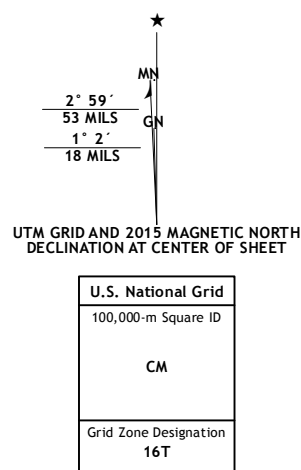 ★
MN
2° 59´
53 MILS
GN
1° 2´
18 MILS
UTM GRID AND 2015 MAGNETIC NORTH
DECLINATION AT CENTER OF SHEET
U.S. National Grid
100,000-m Square ID
CM
Grid Zone Designation
16T